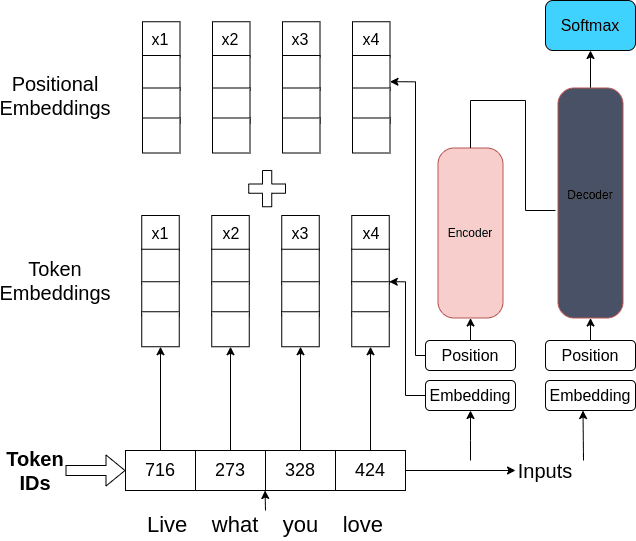 Softmax
x1 x2 x3 x4
Positional
Embeddings
Decoder
Encoder
x1 x2 x3 x4
Token
Embeddings
Position Position
Embedding Embedding
Token
IDs
716 273 328 424
Inputs
Live what you love